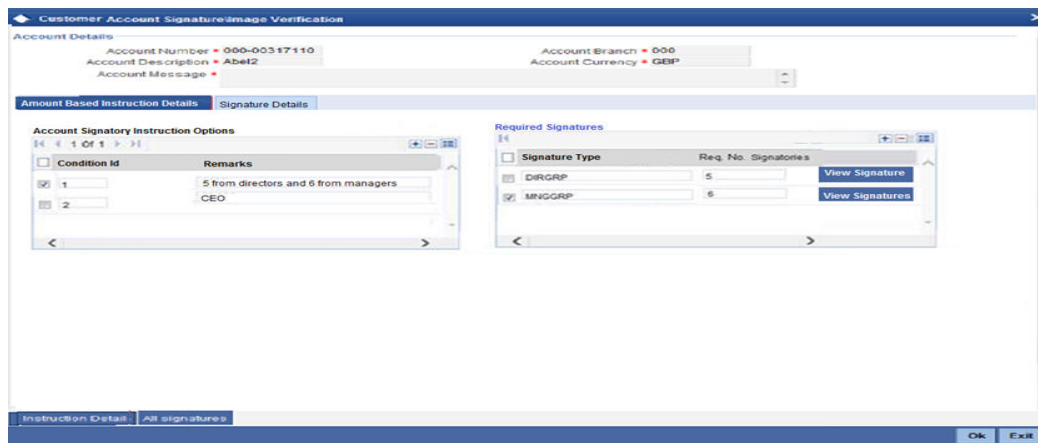 Customer Account Signature\Image Verification
Account Details
Account Number * 000-00317110
Account Branch * 000
Account Description * Abel2
Account Currency * GBP
Account Message *
Amount Based Instruction Details
Signature Details
Account Signatory Instruction Options
1 Of 1
Condition Id Remarks
1 5 from directors and 6 from managers
2 CEO
Required Signatures
Signature Type Req. No. Signatories
DIRGRP 5 View Signature
MNGGRP 6 View Signatures
Instruction Detail All signatures
Ok Exit